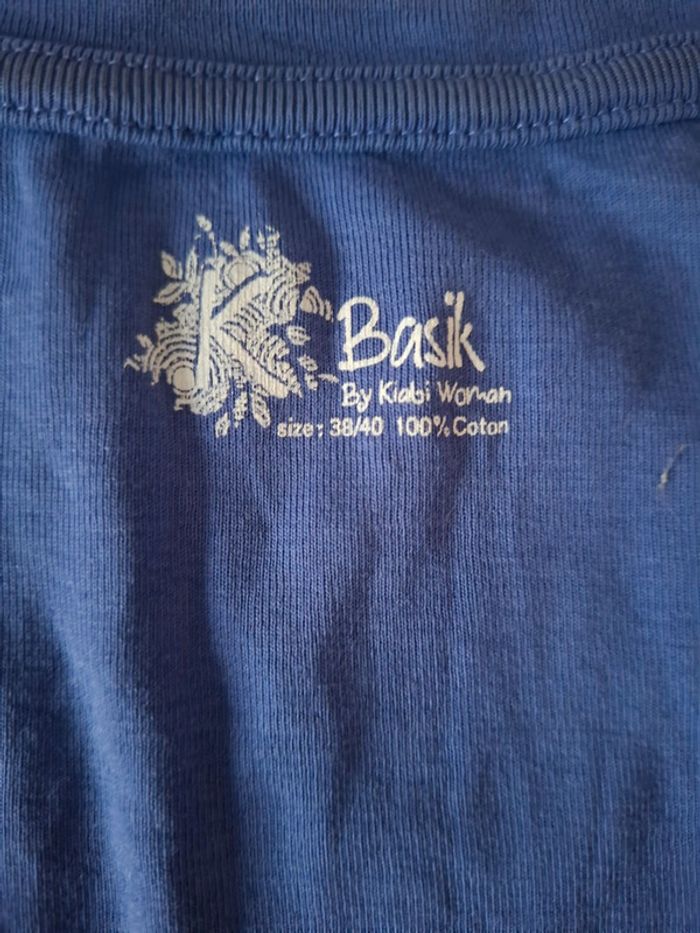 K Basik
By Kiabi Woman
size: 38/40 100% Coton